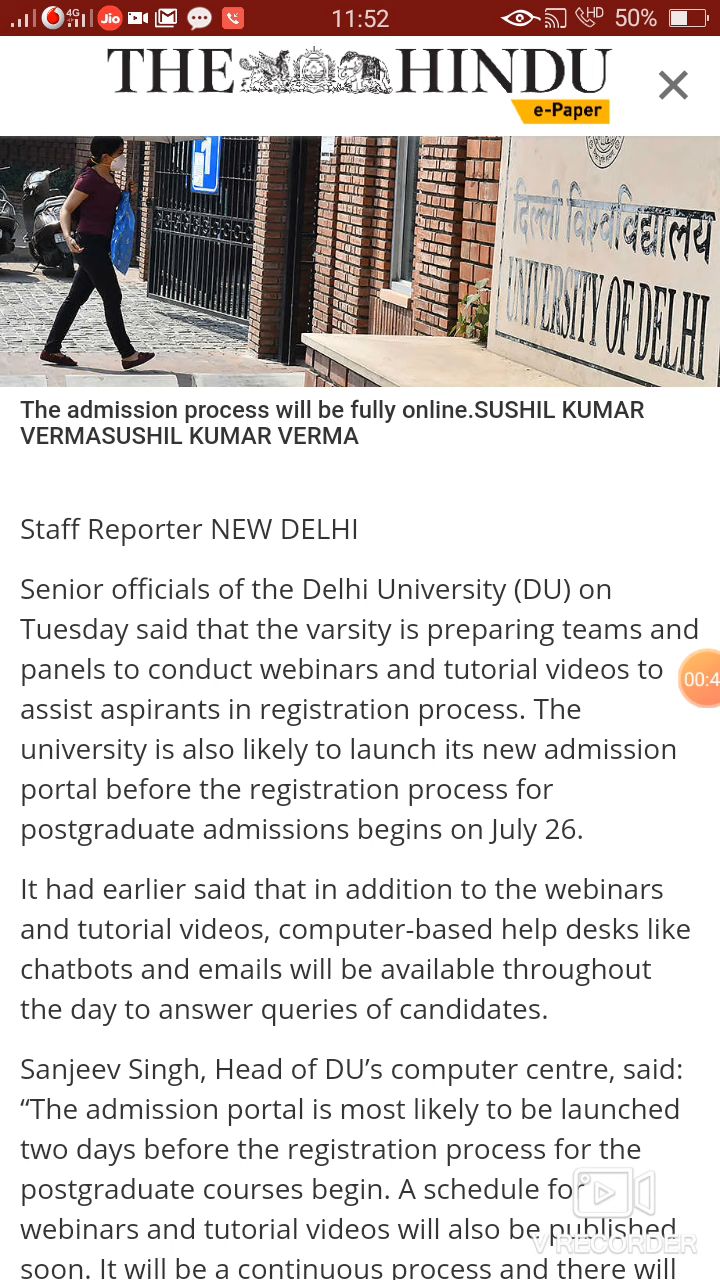 4G Jio 11:52 HD 50%
THE HINDU
e-Paper
1
दिल्ली विश्वविद्यालय
UNIVERSITY OF DELHI
The admission process will be fully online.SUSHIL KUMAR
VERMASUSHIL KUMAR VERMA
Staff Reporter NEW DELHI
Senior officials of the Delhi University (DU) on
Tuesday said that the varsity is preparing teams and
panels to conduct webinars and tutorial videos to
00:4
assist aspirants in registration process. The
university is also likely to launch its new admission
portal before the registration process for
postgraduate admissions begins on July 26.
It had earlier said that in addition to the webinars
and tutorial videos, computer-based help desks like
chatbots and emails will be available throughout
the day to answer queries of candidates.
Sanjeev Singh, Head of DU’s computer centre, said:
“The admission portal is most likely to be launched
two days before the registration process for the
postgraduate courses begin. A schedule for
webinars and tutorial videos will also be published
V RECORDER
soon. It will be a continuous process and there will